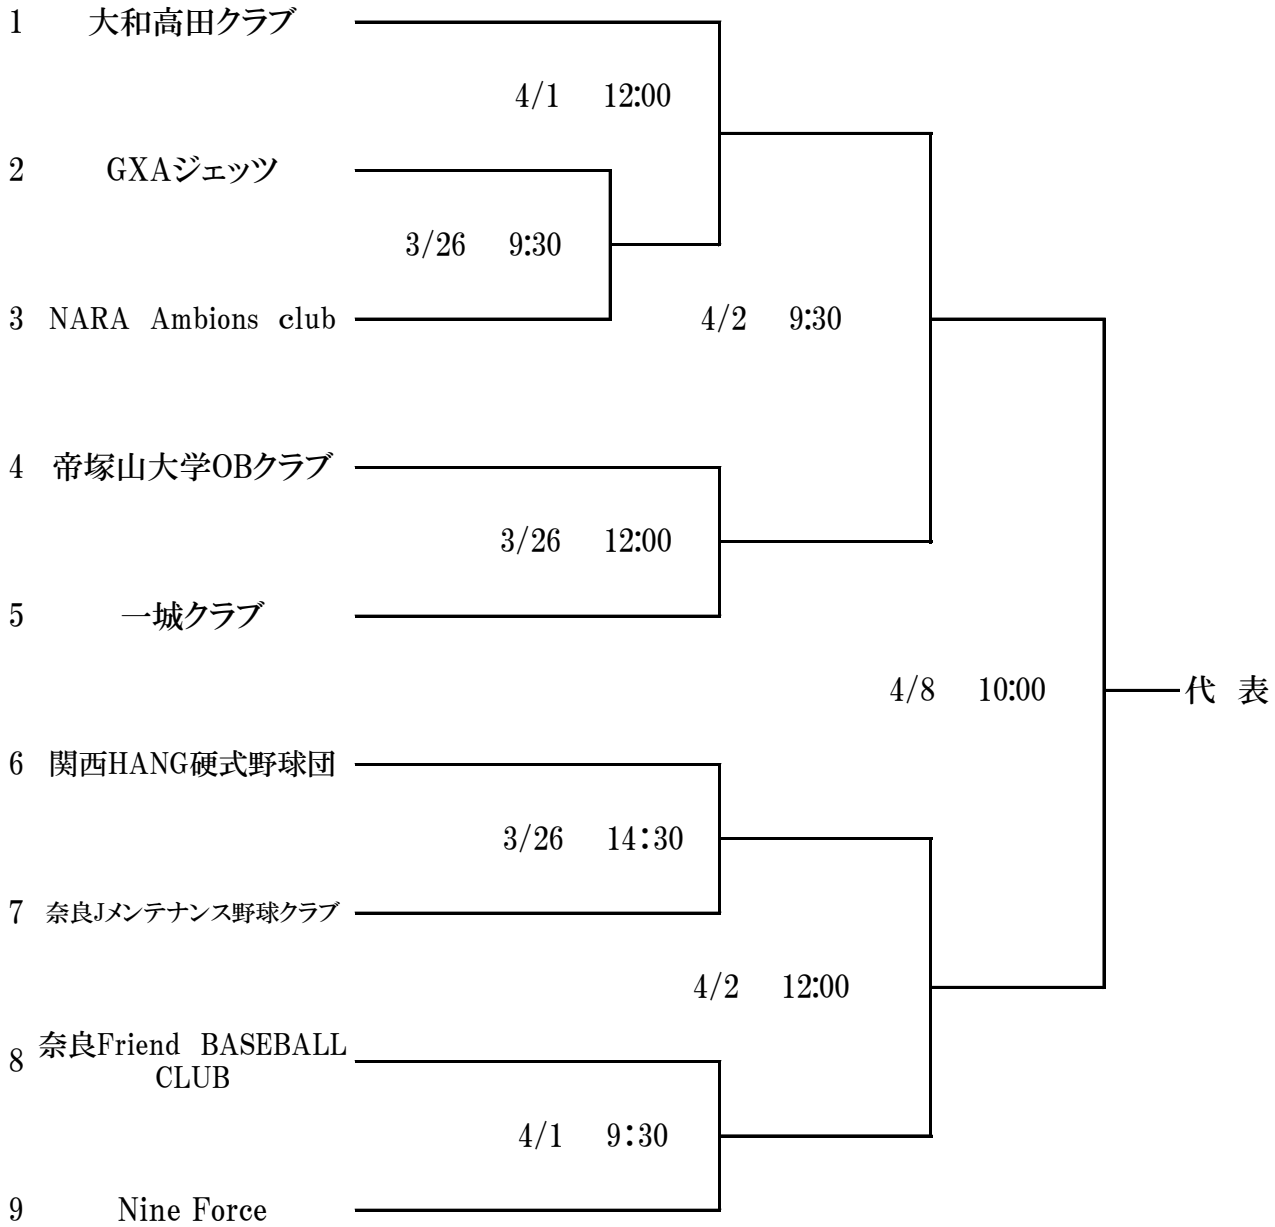 1 大和高田クラブ
4/1 12:00
2 GXAジェッツ
3/26 9:30
3 NARA Ambions club
4/2 9:30
4 帝塚山大学OBクラブ
3/26 12:00
5 一城クラブ
4/8 10:00
代 表
6 関西HANG硬式野球団
3/26 14:30
7 奈良Jメンテナンス野球クラブ
4/2 12:00
8 奈良Friend BASEBALL
CLUB
4/1 9:30
9 Nine Force